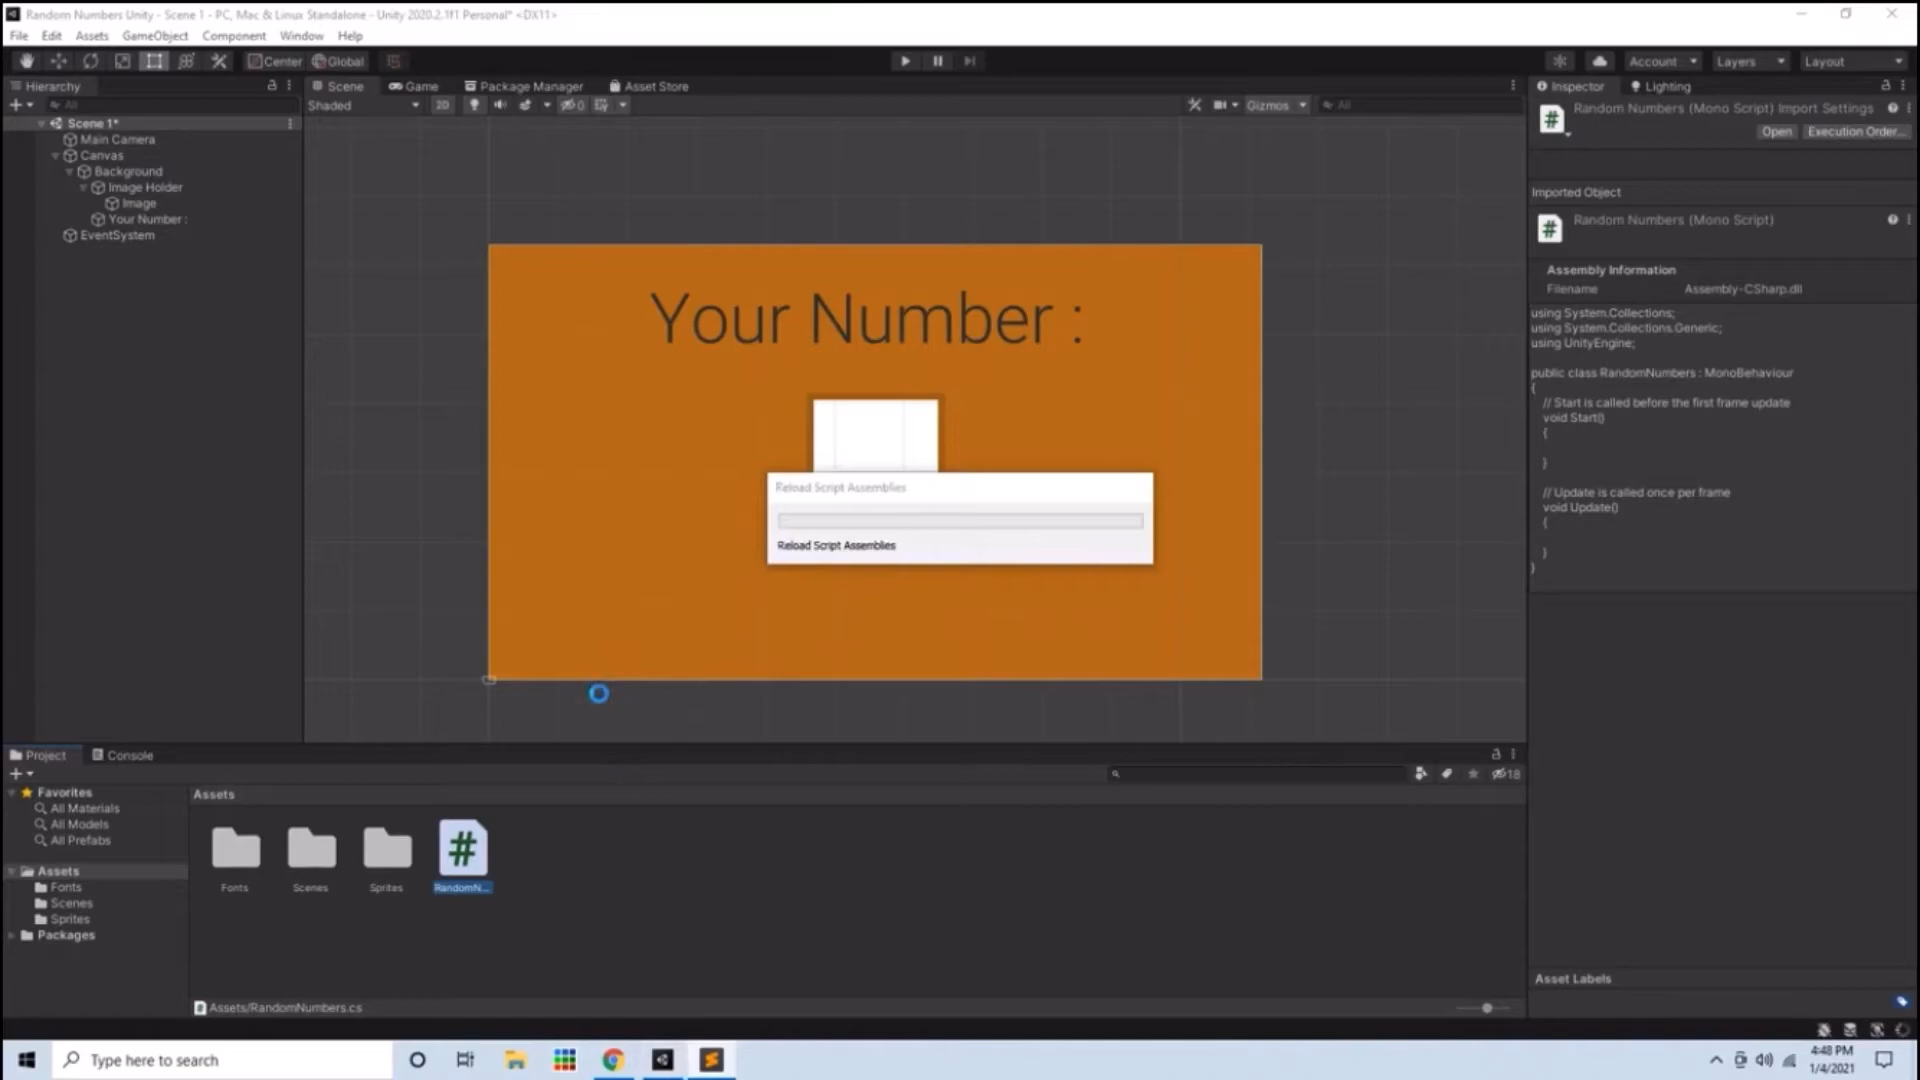 Random Numbers Unity - Scene 1 - PC, Mac & Linux Standalone - Unity 2020.2.1f1 Personal* <DX11>
File Edit Assets GameObject Component Window Help
Center Global
Account Layers Layout
Hierarchy
Scene Game Package Manager Asset Store
Inspector Lighting
All
Shaded 2D 0 Gizmos All
Random Numbers (Mono Script) Import Settings
Open Execution Order...
Scene 1*
Main Camera
Canvas
Background
Image Holder
Image
Your Number :
EventSystem
Imported Object
Random Numbers (Mono Script)
Assembly Information
Filename Assembly-CSharp.dll
using System.Collections;
using System.Collections.Generic;
using UnityEngine;
public class RandomNumbers : MonoBehaviour
{
// Start is called before the first frame update
void Start()
{
}
// Update is called once per frame
void Update()
{
}
}
Your Number :
Reload Script Assemblies
Reload Script Assemblies
Project Console
18
Favorites
All Materials
All Models
All Prefabs
Assets
Fonts
Scenes
Sprites
Packages
Assets
Fonts Scenes Sprites RandomN...
Assets/RandomNumbers.cs
Asset Labels
Type here to search
4:48 PM
1/4/2021